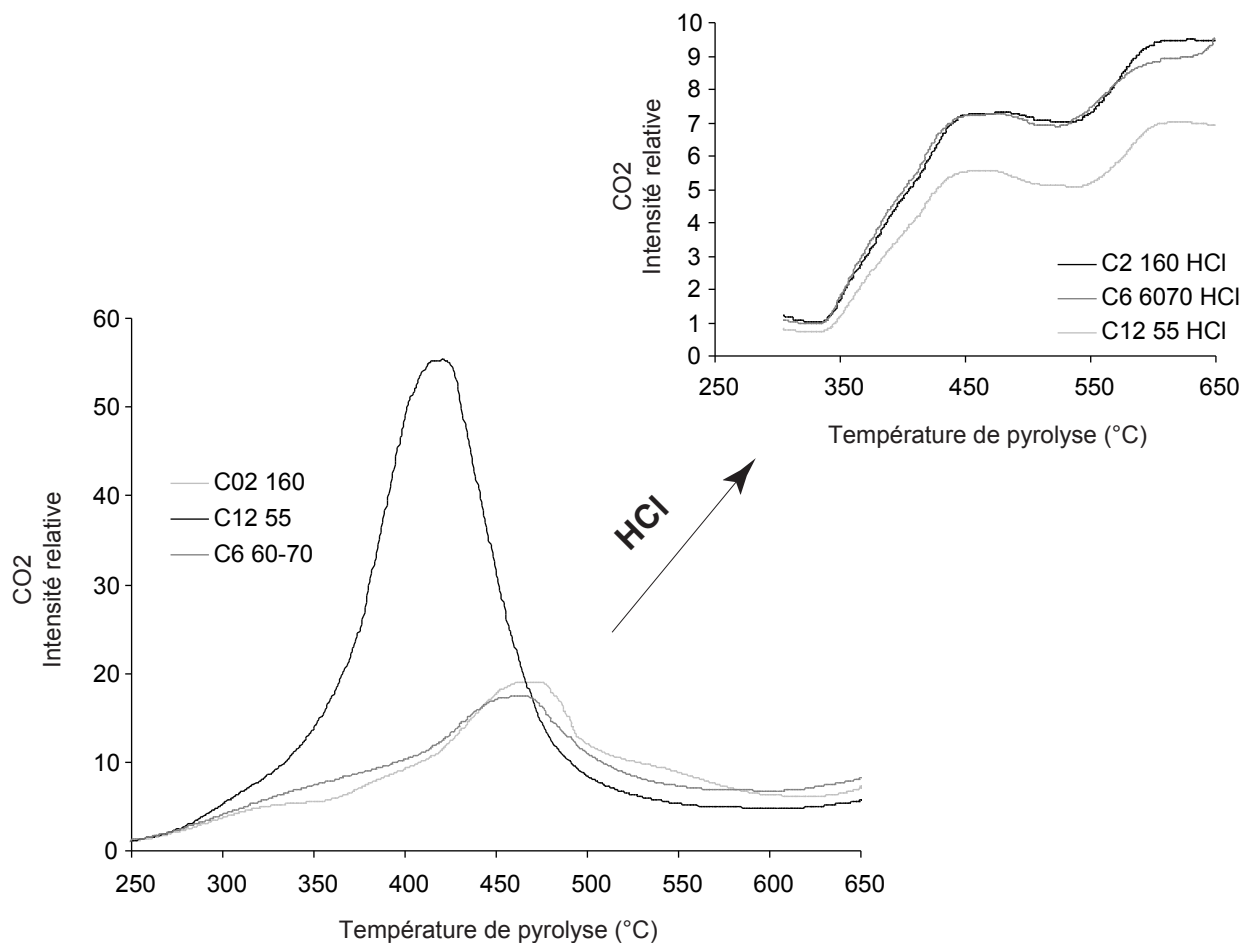 10
9
8
7
6
5
4
3
2
1
0
CO2
Intensité relative
C2 160 HCl
C6 6070 HCl
C12 55 HCl
250 350 450 550 650
Température de pyrolyse (°C)
HCl
60
50
40
30
20
10
0
CO2
Intensité relative
C02 160
C12 55
C6 60-70
250 300 350 400 450 500 550 600 650
Température de pyrolyse (°C)